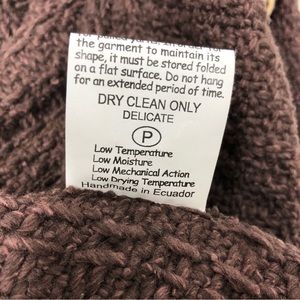 for
the garment to maintain its
shape, it must be stored folded
on a flat surface. Do not hang
for an extended period of time.
DRY CLEAN ONLY
DELICATE
P
Low Temperature
Low Moisture
Low Mechanical Action
Low Drying Temperature
Handmade in Ecuador